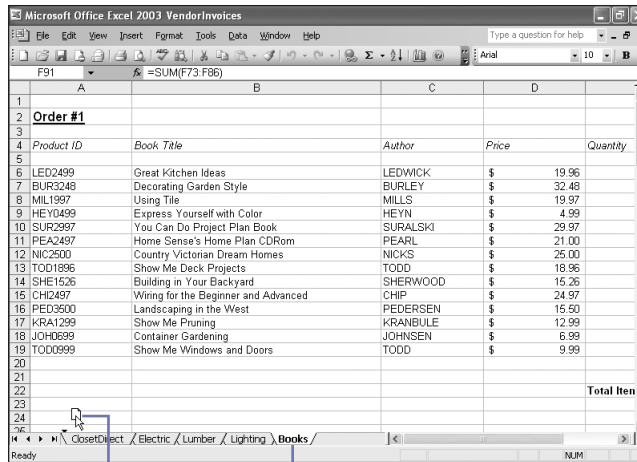 Microsoft Office Excel 2003 VendorInvoices
File Edit View Insert Format Tools Data Window Help Type a question for help
Arial 10 B
F91 fx =SUM(F73:F86)
A B C D
1
2 Order #1
3
4 Product ID Book Title Author Price Quantity
5
6 LED2499 Great Kitchen Ideas LEDWICK $ 19.96
7 BUR3248 Decorating Garden Style BURLEY $ 32.48
8 MIL1997 Using Tile MILLS $ 19.97
9 HEY0499 Express Yourself with Color HEYN $ 4.99
10 SUR2997 You Can Do Project Plan Book SURALSKI $ 29.97
11 PEA2497 Home Sense's Home Plan CDRom PEARL $ 21.00
12 NIC2500 Country Victorian Dream Homes NICKS $ 25.00
13 TOD1896 Show Me Deck Projects TODD $ 18.96
14 SHE1526 Building in Your Backyard SHERWOOD $ 15.26
15 CHI2497 Wiring for the Beginner and Advanced CHIP $ 24.97
16 PED3500 Landscaping in the West PEDERSEN $ 15.50
17 KRA1299 Show Me Pruning KRANBULE $ 12.99
18 JOH0699 Container Gardening JOHNSEN $ 6.99
19 TOD0999 Show Me Windows and Doors TODD $ 9.99
20
21
22 Total Iten
23
24
25
ClosetDirect Electric Lumber Lighting Books
Ready NUM